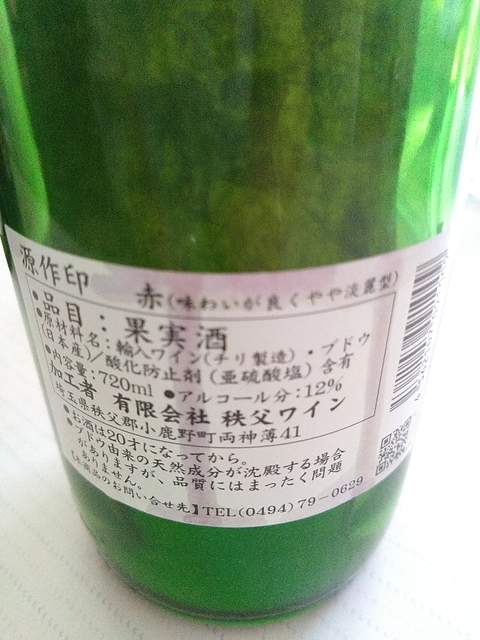 源作印
赤(味わいが良くやや淡麗型)
●品目：果実酒
●原材料名：輸入ワイン(チリ製造)・ブドウ
(日本産)／酸化防止剤(亜硫酸塩)含有
●内容量：720ml ●アルコール分：12%
加工者 有限会社 秩父ワイン
埼玉県秩父郡小鹿野町両神薄41
●お酒は20才になってから。
●ブドウ由来の天然成分が沈殿する場合
がありますが、品質にはまったく問題
がありません。
【本商品のお問い合せ先】TEL(0494)79-0629